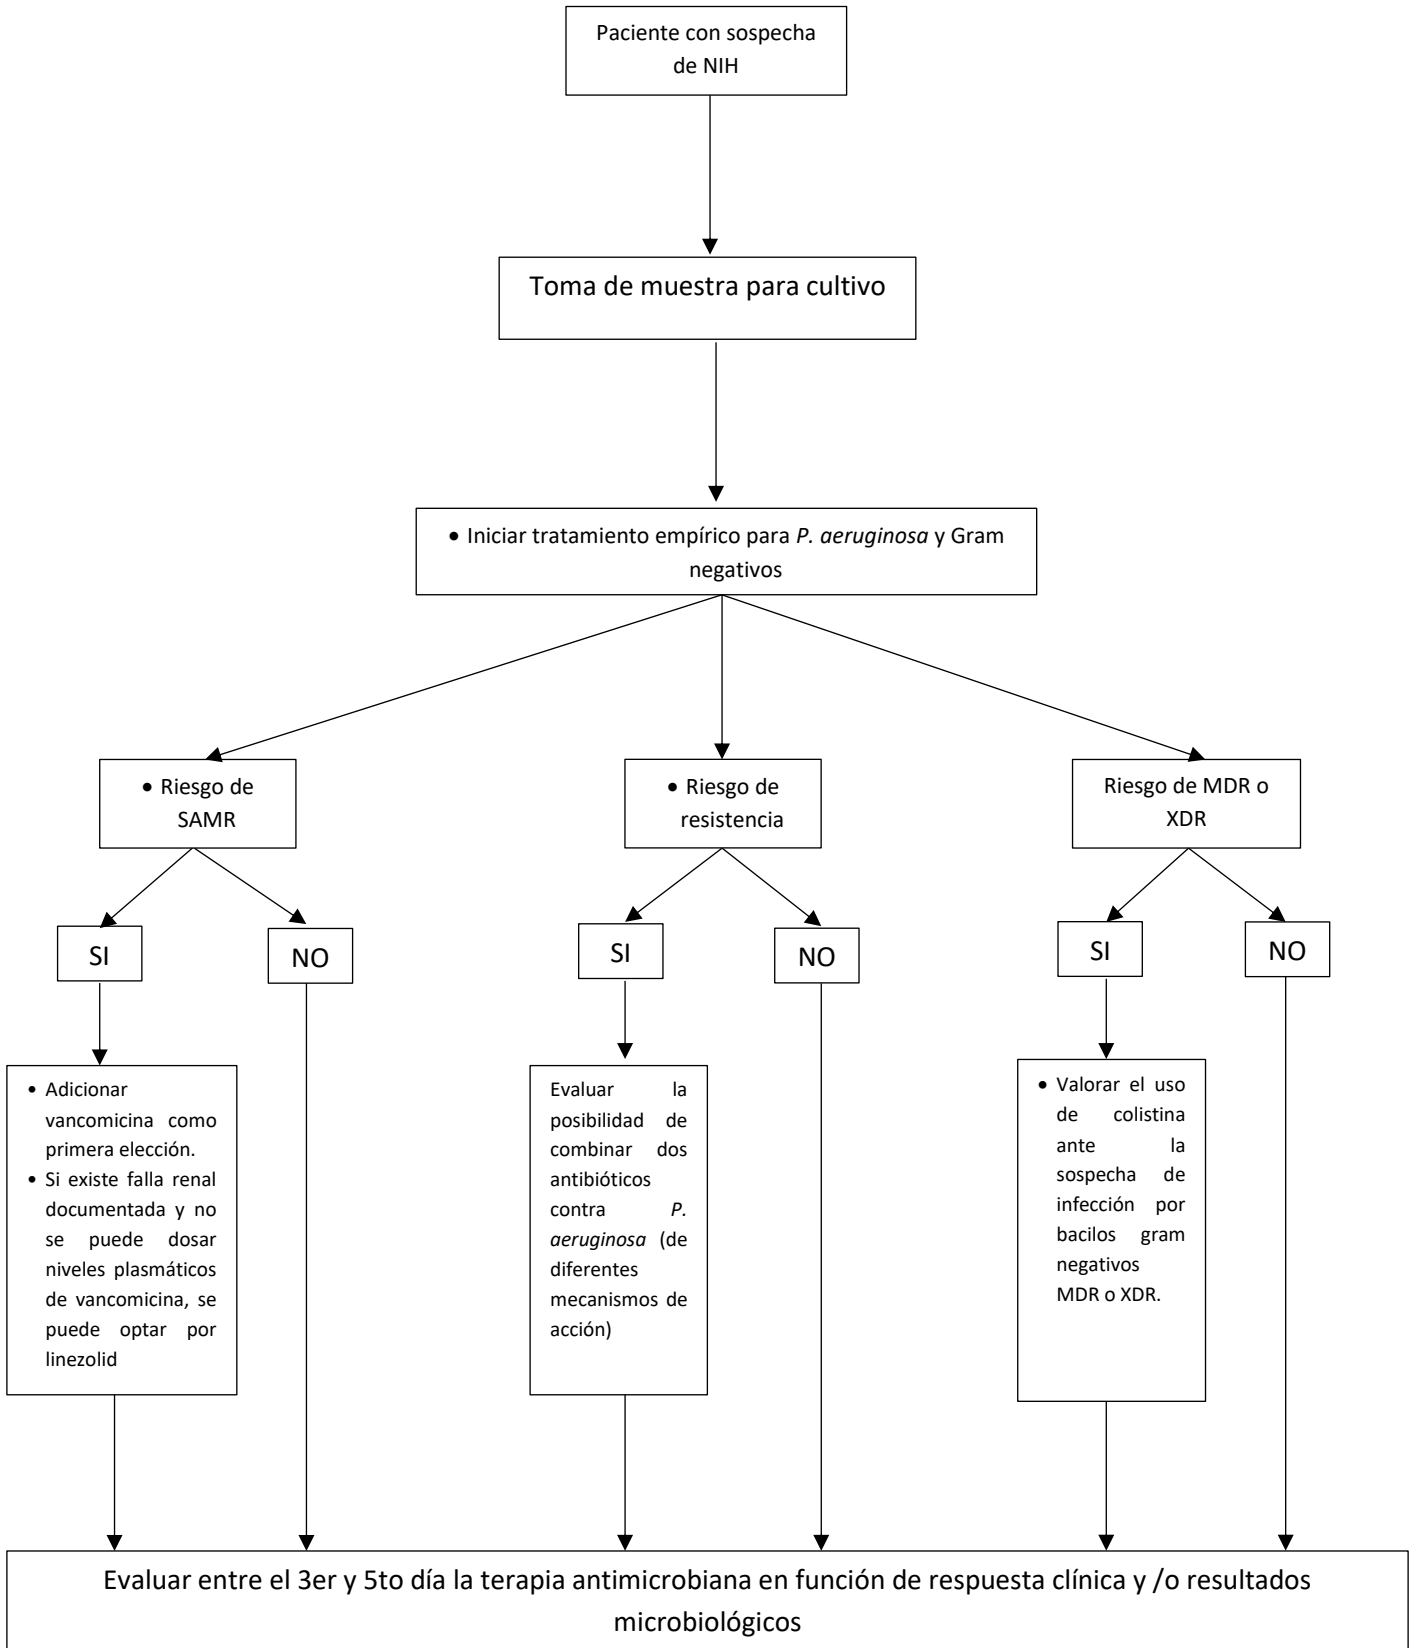 Paciente con sospecha
de NIH
Toma de muestra para cultivo
• Iniciar tratamiento empírico para P. aeruginosa y Gram
negativos
• Riesgo de
SAMR
• Riesgo de
resistencia
Riesgo de MDR o
XDR
SI
NO
SI
NO
SI
NO
• Adicionar
vancomicina como
primera elección.
• Si existe falla renal
documentada y no
se puede dosar
niveles plasmáticos
de vancomicina, se
puede optar por
linezolid
Evaluar la
posibilidad de
combinar dos
antibióticos
contra P.
aeruginosa (de
diferentes
mecanismos de
acción)
• Valorar el uso
de colistina
ante la
sospecha de
infección por
bacilos gram
negativos
MDR o XDR.
Evaluar entre el 3er y 5to día la terapia antimicrobiana en función de respuesta clínica y /o resultados
microbiológicos